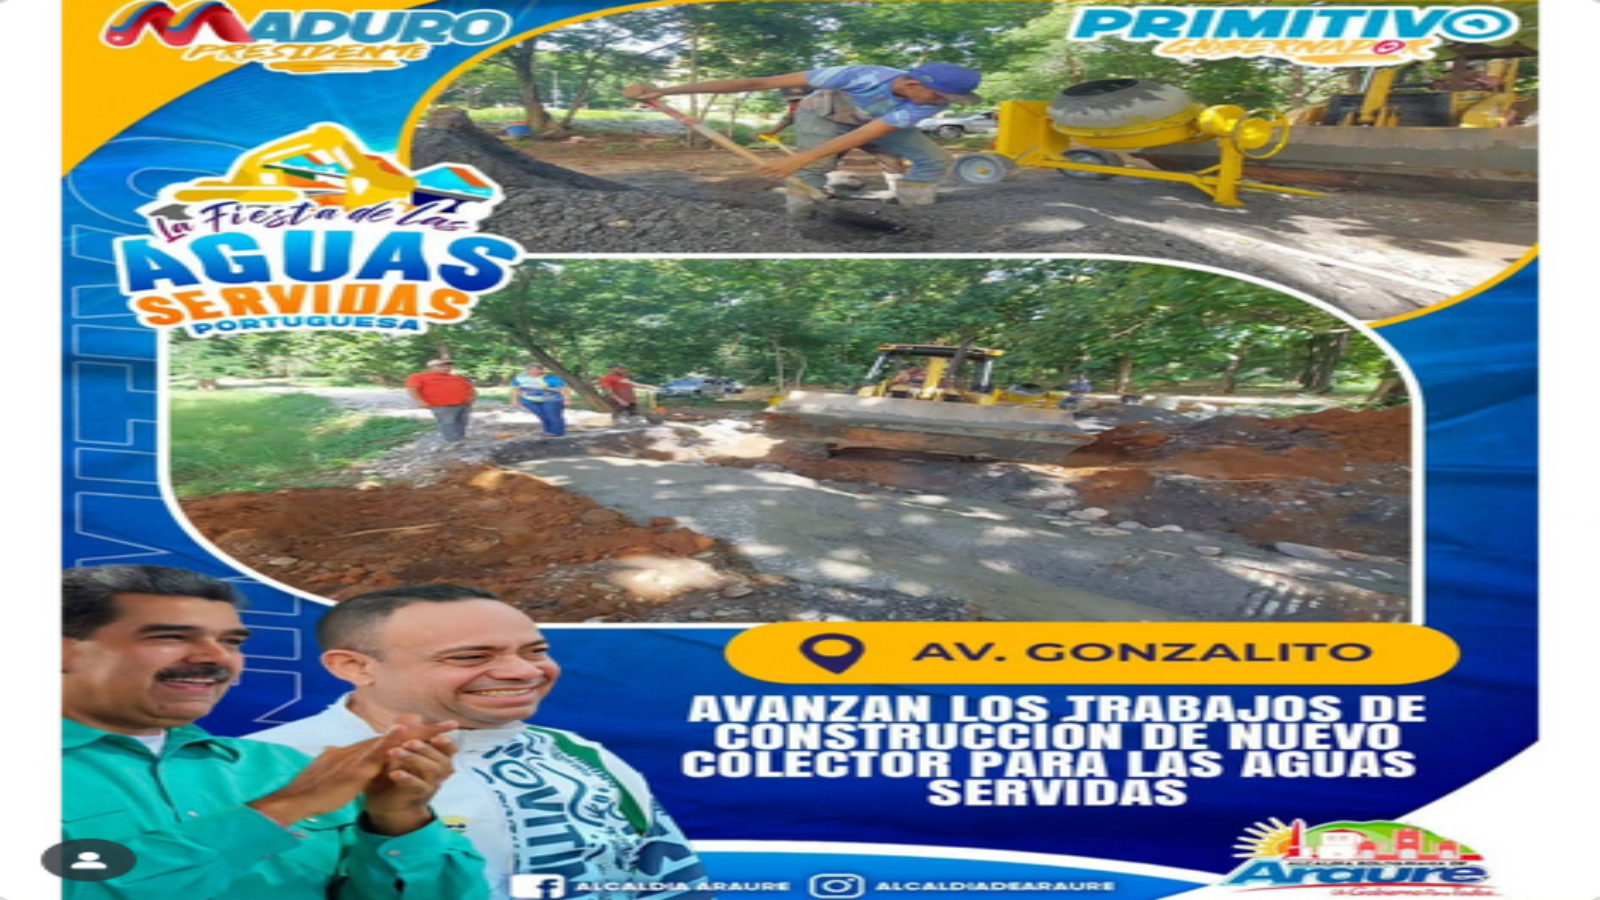 MADURO
PRESIDENTE
PRIMITIVO
GOBERNADOR
La Fiesta de las
AGUAS
SERVIDAS
PORTUGUESA
AV. GONZALITO
AVANZAN LOS TRABAJOS DE
CONSTRUCCIÓN DE NUEVO
COLECTOR PARA LAS AGUAS
SERVIDAS
ALCALDIA ARAURE
ALCALDIADEARAURE
Araure